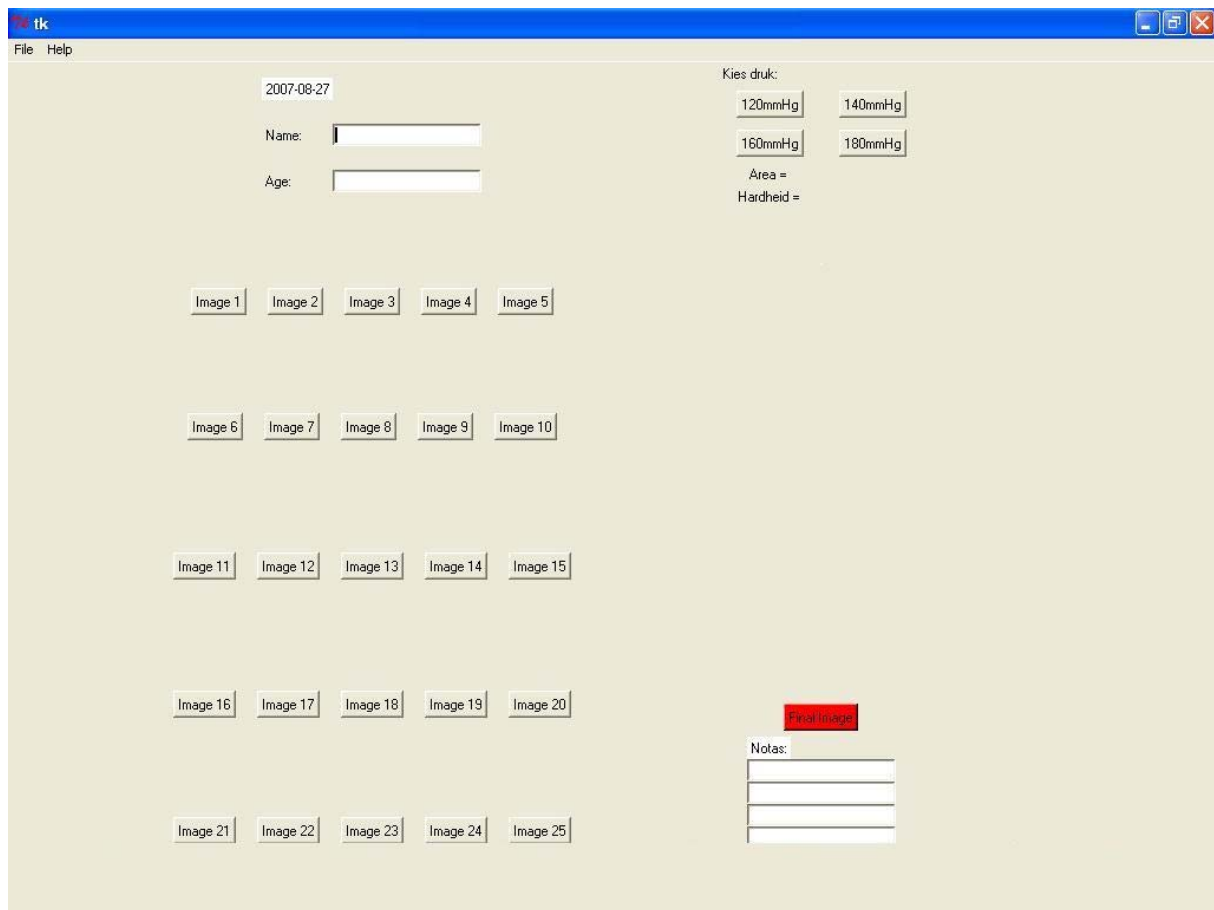 tk
File Help
2007-08-27
Name:
Age:
Kies druk:
120mmHg 140mmHg
160mmHg 180mmHg
Area =
Hardheid =
Image 1 Image 2 Image 3 Image 4 Image 5
Image 6 Image 7 Image 8 Image 9 Image 10
Image 11 Image 12 Image 13 Image 14 Image 15
Image 16 Image 17 Image 18 Image 19 Image 20
Final Image
Notas:
Image 21 Image 22 Image 23 Image 24 Image 25